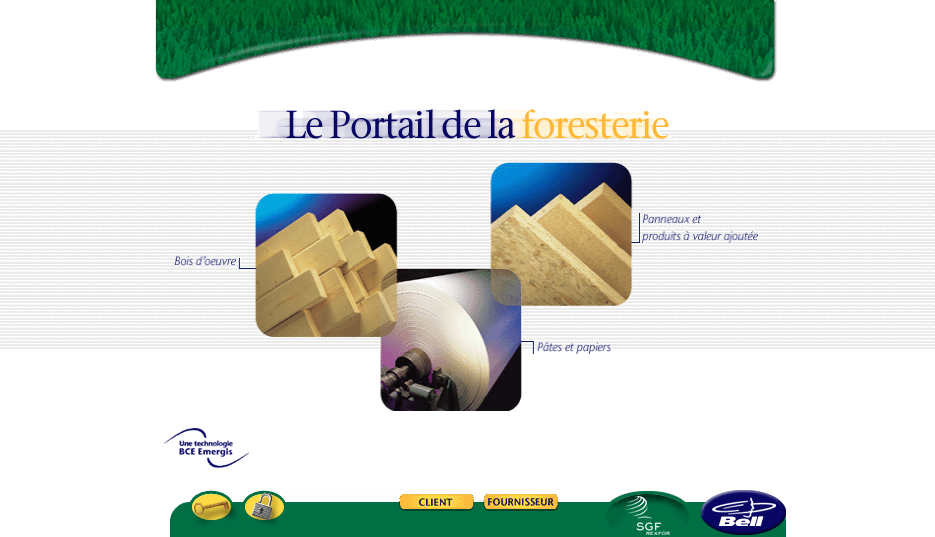 Le Portail de la foresterie
Panneaux et
produits à valeur ajoutée
Bois d'oeuvre
Pâtes et papiers
Une technologie
BCE Emergis
CLIENT
FOURNISSEUR
SGF
REXFOR
Bell